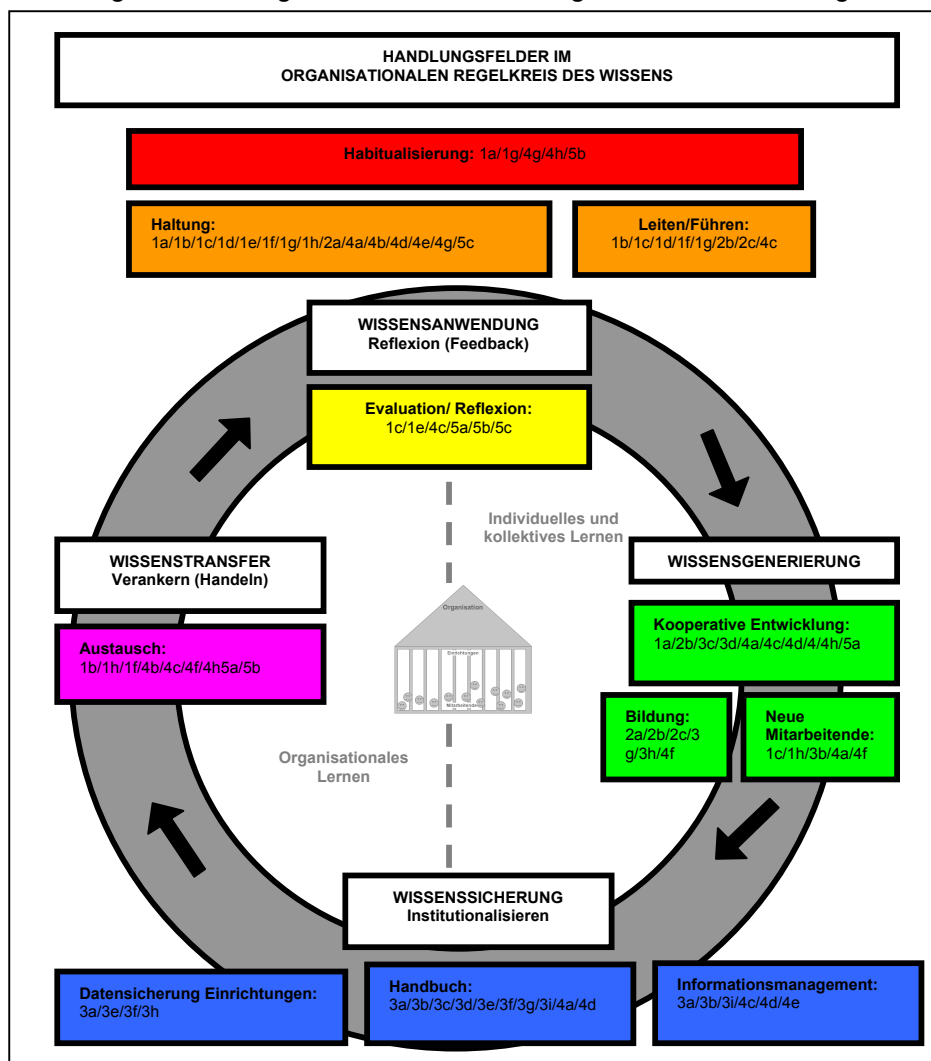 HANDLUNGSFELDER IM
ORGANISATIONALEN REGELKREIS DES WISSENS
Habitualisierung: 1a/1g/4g/4h/5b
Haltung:
1a/1b/1c/1d/1e/1f/1g/1h/2a/4a/4b/4d/4e/4g/5c
Leiten/Führen:
1b/1c/1d/1f/1g/2b/2c/4c
WISSENSANWENDUNG
Reflexion (Feedback)
Evaluation/ Reflexion:
1c/1e/4c/5a/5b/5c
Individuelles und
kollektives Lernen
WISSENSTRANSFER
Verankern (Handeln)
Austausch:
1b/1h/1f/4b/4c/4f/4h5a/5b
WISSENSGENERIERUNG
Kooperative Entwicklung:
1a/2b/3c/3d/4a/4c/4d/4/4h/5a
Bildung:
2a/2b/2c/3
g/3h/4f
Neue
Mitarbeitende:
1c/1h/3b/4a/4f
Organisation
Einrichtungen
Mitarbeitende
Organisationales
Lernen
WISSENSSICHERUNG
Institutionalisieren
Datensicherung Einrichtungen:
3a/3e/3f/3h
Handbuch:
3a/3b/3c/3d/3e/3f/3g/3i/4a/4d
Informationsmanagement:
3a/3b/3i/4c/4d/4e